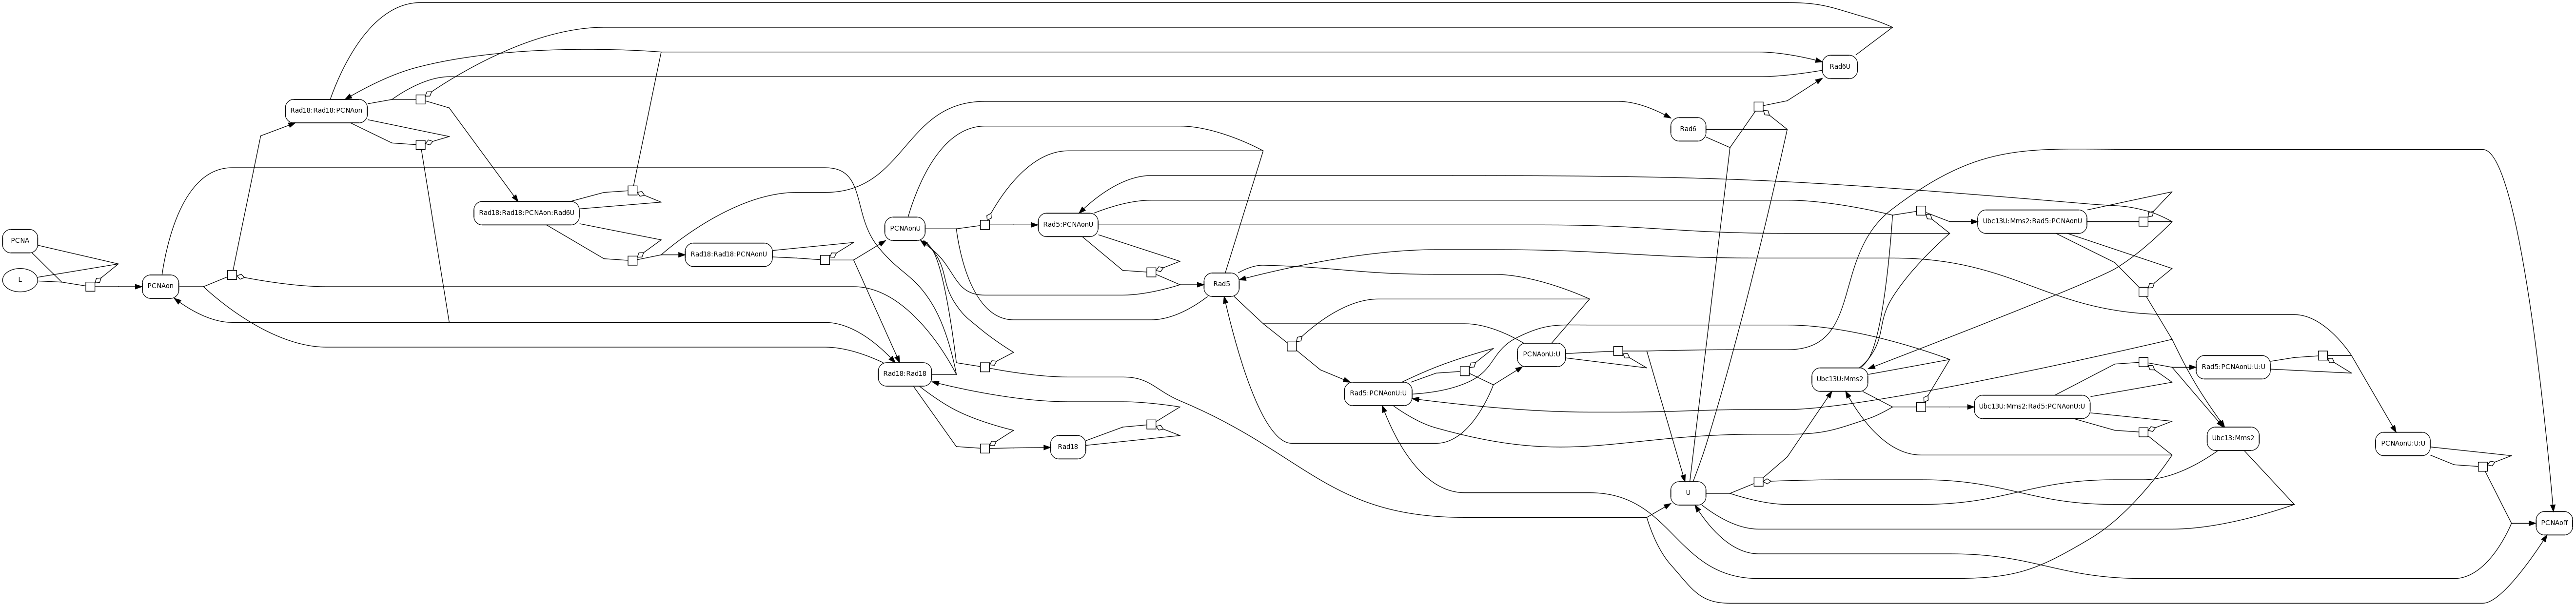 Rad6U
Rad18:Rad18:PCNAon
Rad6
Rad18:Rad18:PCNAon:Rad6U
Ubc13U:Mms2:Rad5:PCNAonU
Rad5:PCNAonU
PCNAonU
PCNA
Rad18:Rad18:PCNAonU
L
PCNAon
Rad5
PCNAonU:U
Rad5:PCNAonU:U:U
Rad18:Rad18
Ubc13U:Mms2
Rad5:PCNAonU:U
Ubc13U:Mms2:Rad5:PCNAonU:U
Ubc13:Mms2
PCNAonU:U:U
Rad18
U
PCNAoff